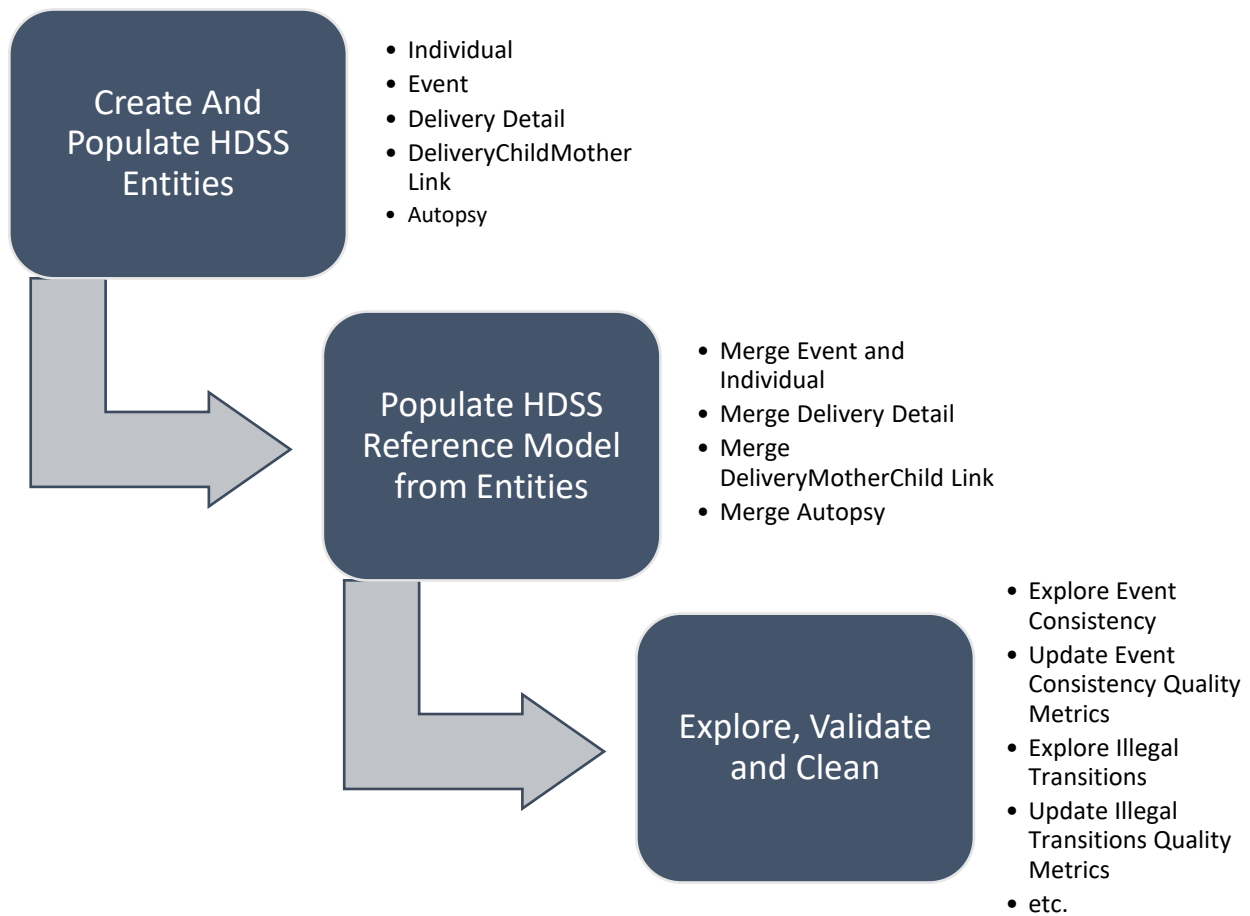 Create And
Populate HDSS
Entities
• Individual
• Event
• Delivery Detail
• DeliveryChildMother
Link
• Autopsy
Populate HDSS
Reference Model
from Entities
• Merge Event and
Individual
• Merge Delivery Detail
• Merge
DeliveryMotherChild Link
• Merge Autopsy
Explore, Validate
and Clean
• Explore Event
Consistency
• Update Event
Consistency Quality
Metrics
• Explore Illegal
Transitions
• Update Illegal
Transitions Quality
Metrics
• etc.